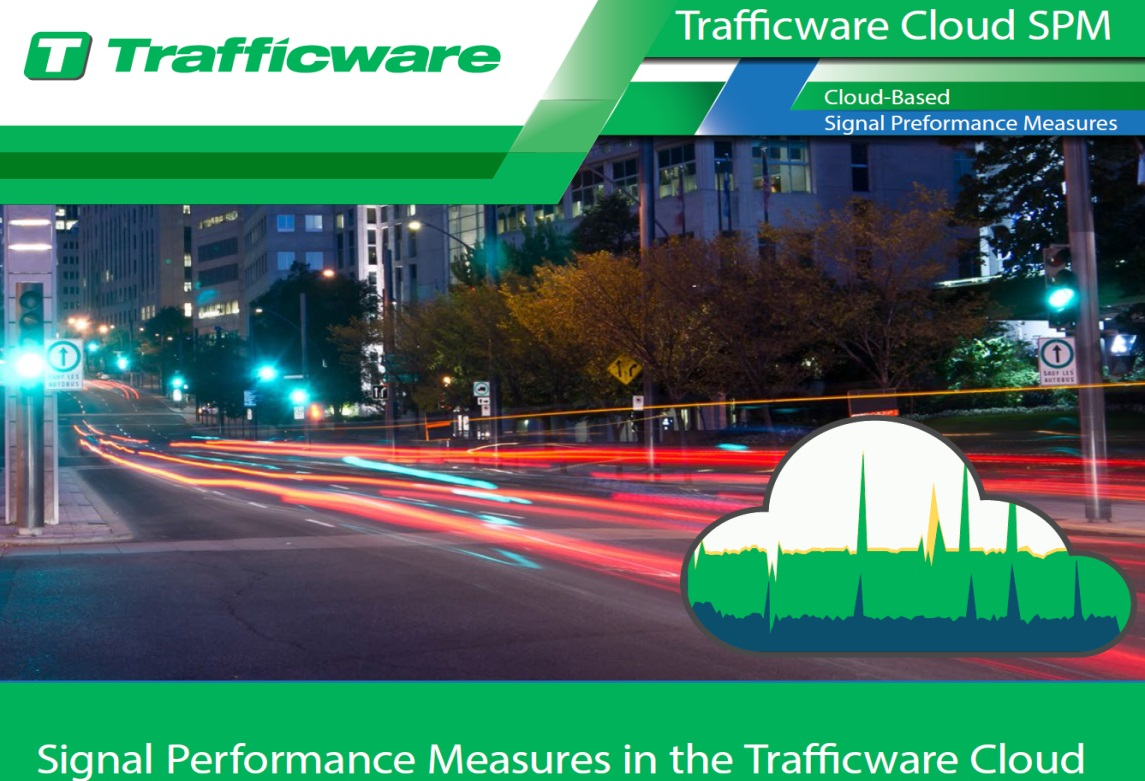 Trafficware Cloud SPM
T Trafficware
Cloud-Based
Signal Preformance Measures
SAUF LES
AUTOBUS
SAUF LES
AUTOBUS
Signal Performance Measures in the Trafficware Cloud